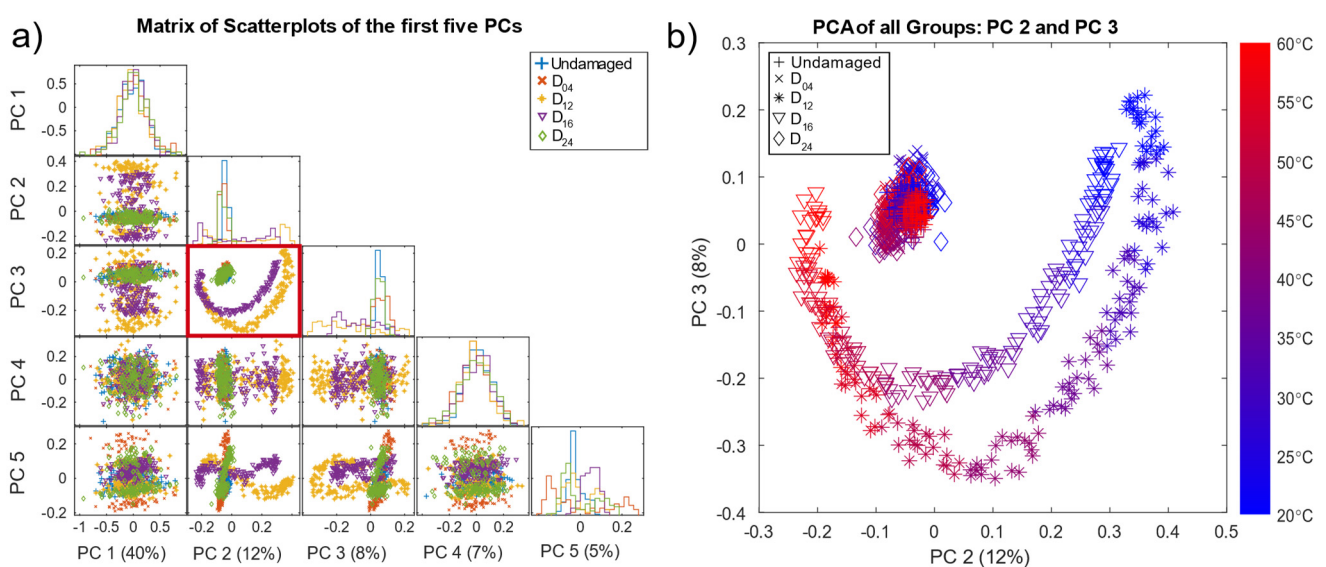 a)
Matrix of Scatterplots of the first five PCs
Undamaged
D04
D12
D16
D24
PC 1
0.5
0
-0.5
PC 2
0.4
0.2
0
-0.2
PC 3
0.2
0
-0.2
PC 4
0.2
0
-0.2
PC 5
0.2
0
-0.2
-1 -0.5 0 0.5
-0.2 0 0.2
-0.2 0 0.2
-0.2 0 0.2
0 0.2
PC 1 (40%)
PC 2 (12%)
PC 3 (8%)
PC 4 (7%)
PC 5 (5%)
b)
PCA of all Groups: PC 2 and PC 3
Undamaged
D04
D12
D16
D24
PC 3 (8%)
0.3
0.2
0.1
0
-0.1
-0.2
-0.3
-0.4
-0.3 -0.2 -0.1 0 0.1 0.2 0.3 0.4 0.5
PC 2 (12%)
60°C
55°C
50°C
45°C
40°C
35°C
30°C
25°C
20°C